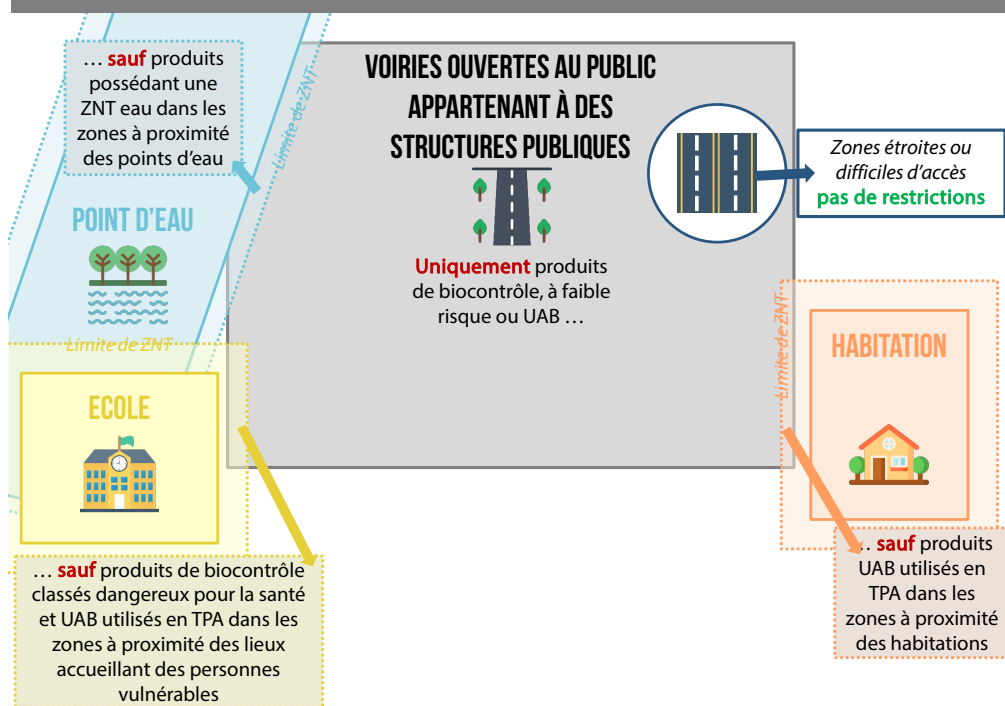 … sauf produits
possédant une
ZNT eau dans les
zones à proximité
des points d'eau
Limite de ZNT
POINT D'EAU
Limite de ZNT
VOIRIES OUVERTES AU PUBLIC
APPARTENANT À DES
STRUCTURES PUBLIQUES
Uniquement produits
de biocontrôle, à faible
risque ou UAB …
Zones étroites ou
difficiles d'accès
pas de restrictions
ECOLE
Limite de ZNT
HABITATION
… sauf produits de biocontrôle
classés dangereux pour la santé
et UAB utilisés en TPA dans les
zones à proximité des lieux
accueillant des personnes
vulnérables
… sauf produits
UAB utilisés en
TPA dans les
zones à proximité
des habitations